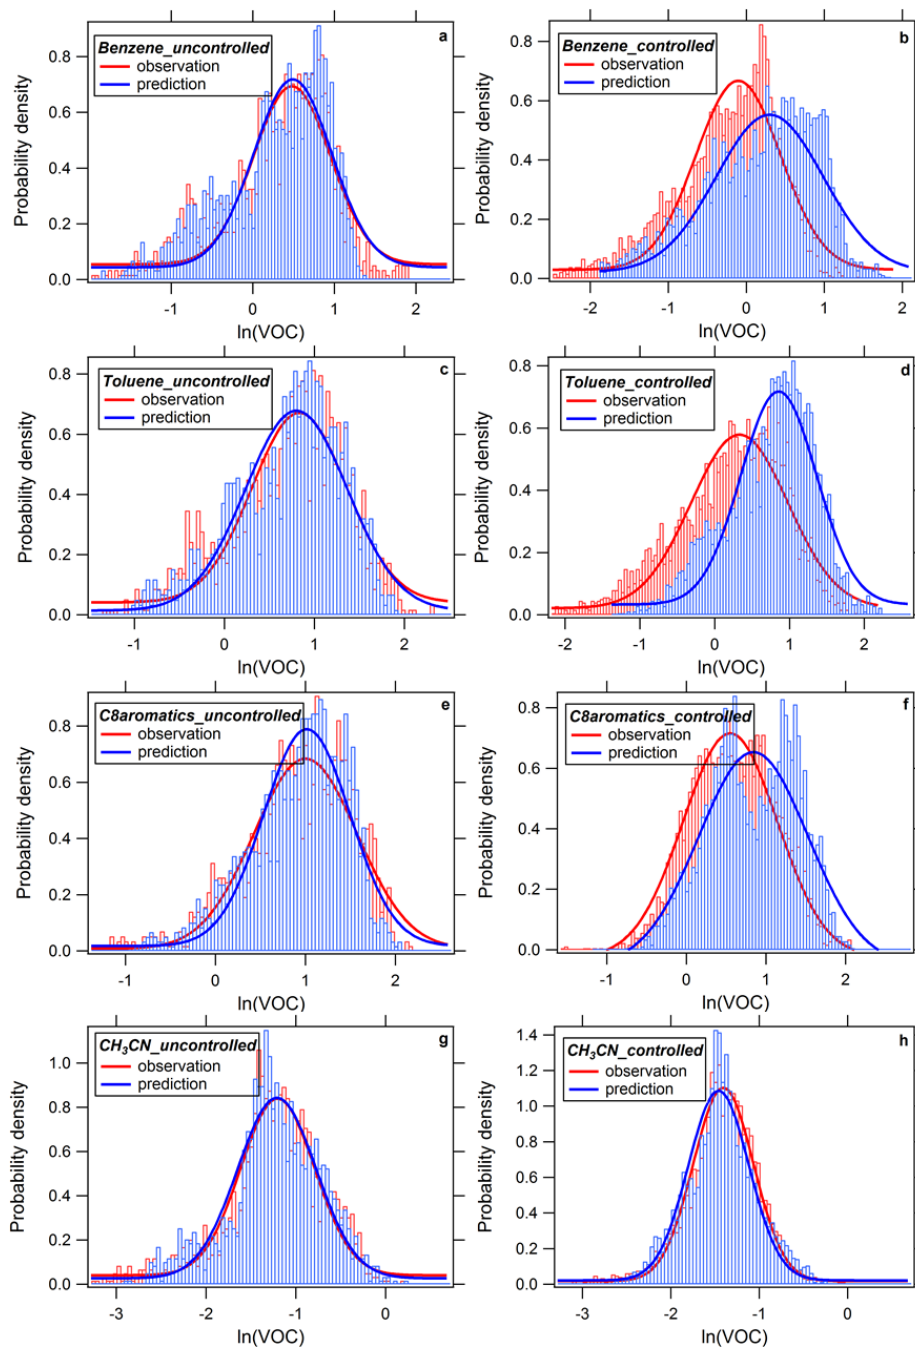 a
Benzene_uncontrolled
observation
prediction
Probability density
0.8
0.6
0.4
0.2
0.0
-1
0
1
2
ln(VOC)
b
Benzene_controlled
observation
prediction
Probability density
0.8
0.6
0.4
0.2
0.0
-2
-1
0
1
2
ln(VOC)
c
Toluene_uncontrolled
observation
prediction
Probability density
0.8
0.6
0.4
0.2
0.0
-1
0
1
2
ln(VOC)
d
Toluene_controlled
observation
prediction
Probability density
0.8
0.6
0.4
0.2
0.0
-2
-1
0
1
2
ln(VOC)
e
C8aromatics_uncontrolled
observation
prediction
Probability density
0.8
0.6
0.4
0.2
0.0
-1
0
1
2
ln(VOC)
f
C8aromatics_controlled
observation
prediction
Probability density
0.8
0.6
0.4
0.2
0.0
-1
0
1
2
ln(VOC)
g
CH₃CN_uncontrolled
observation
prediction
Probability density
1.0
0.8
0.6
0.4
0.2
0.0
-3
-2
-1
0
ln(VOC)
h
CH₃CN_controlled
observation
prediction
Probability density
1.4
1.2
1.0
0.8
0.6
0.4
0.2
0.0
-3
-2
-1
0
ln(VOC)